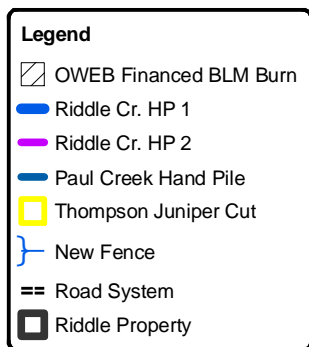 Legend
OWEB Financed BLM Burn
Riddle Cr. HP 1
Riddle Cr. HP 2
Paul Creek Hand Pile
Thompson Juniper Cut
New Fence
Road System
Riddle Property